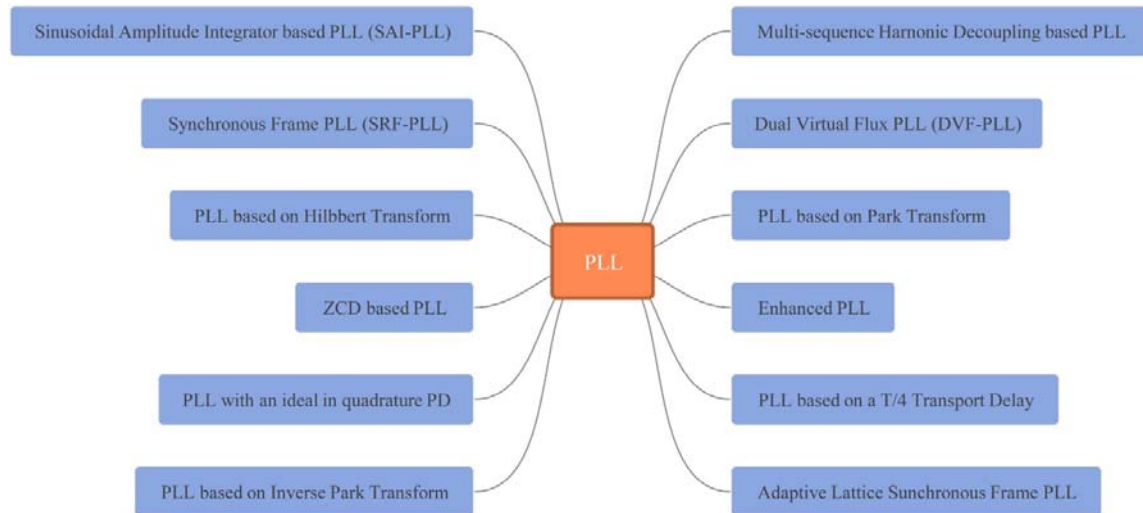 Sinusoidal Amplitude Integrator based PLL (SAI-PLL)
Synchronous Frame PLL (SRF-PLL)
PLL based on Hilbbert Transform
ZCD based PLL
PLL with an ideal in quadrature PD
PLL based on Inverse Park Transform
PLL
Multi-sequence Harnonic Decoupling based PLL
Dual Virtual Flux PLL (DVF-PLL)
PLL based on Park Transform
Enhanced PLL
PLL based on a T/4 Transport Delay
Adaptive Lattice Sunchronous Frame PLL